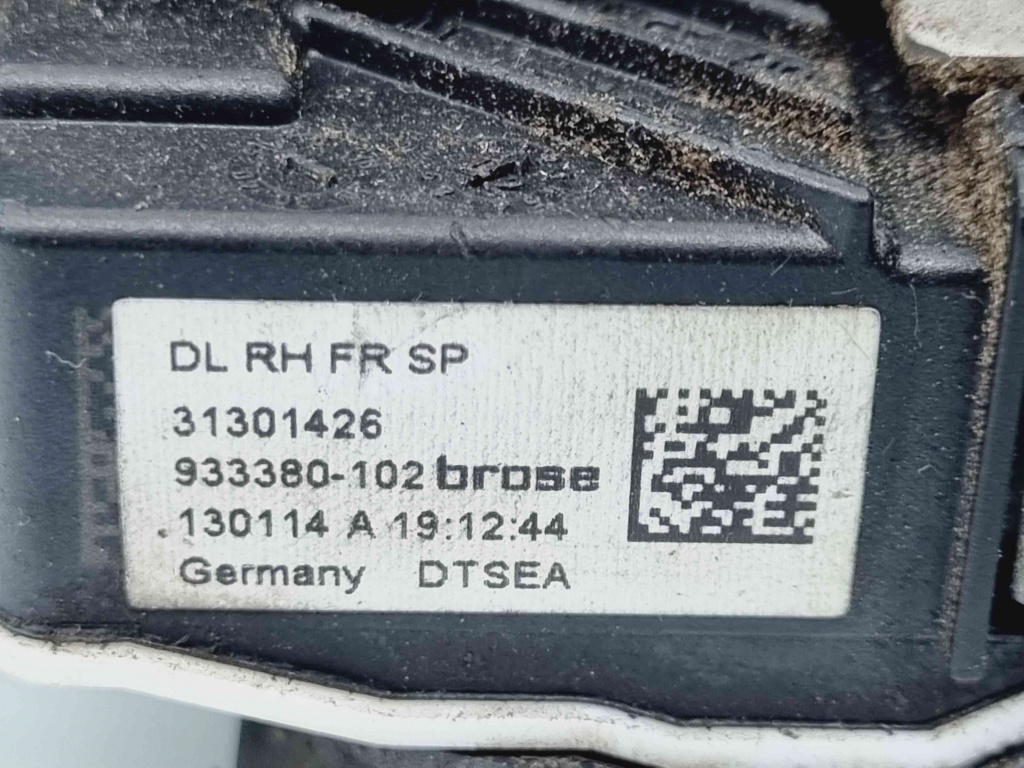 DL RH FR SP
31301426
933380-102 brose
130114 A 19:12:44
Germany DTSEA